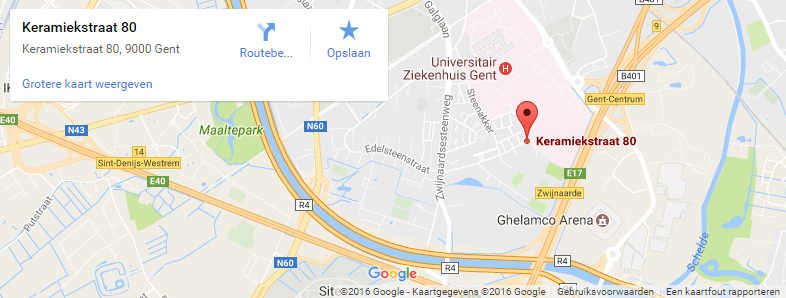 Keramiekstraat 80
Keramiekstraat 80, 9000 Gent
Routebe...
Opslaan
Grotere kaart weergeven
Galglaan
Universitair
Ziekenhuis Gent
H
B401
B401
Gent-Centrum
Steenakker
Keramiekstraat 80
N43
Maaltepark
N60
E40
14
Sint-Denijs-Westrem
E40
Edelsteenstraat
Zwijnaardsesteenweg
E17
Zwijnaarde
Putstraat
R4
Ghelamco Arena
Schelde
N60
R4
R4
Google
Site
©2016 Google - Kaartgegevens ©2016 Google
Gebruiksvoorwaarden
Een kaartfout rapporteren